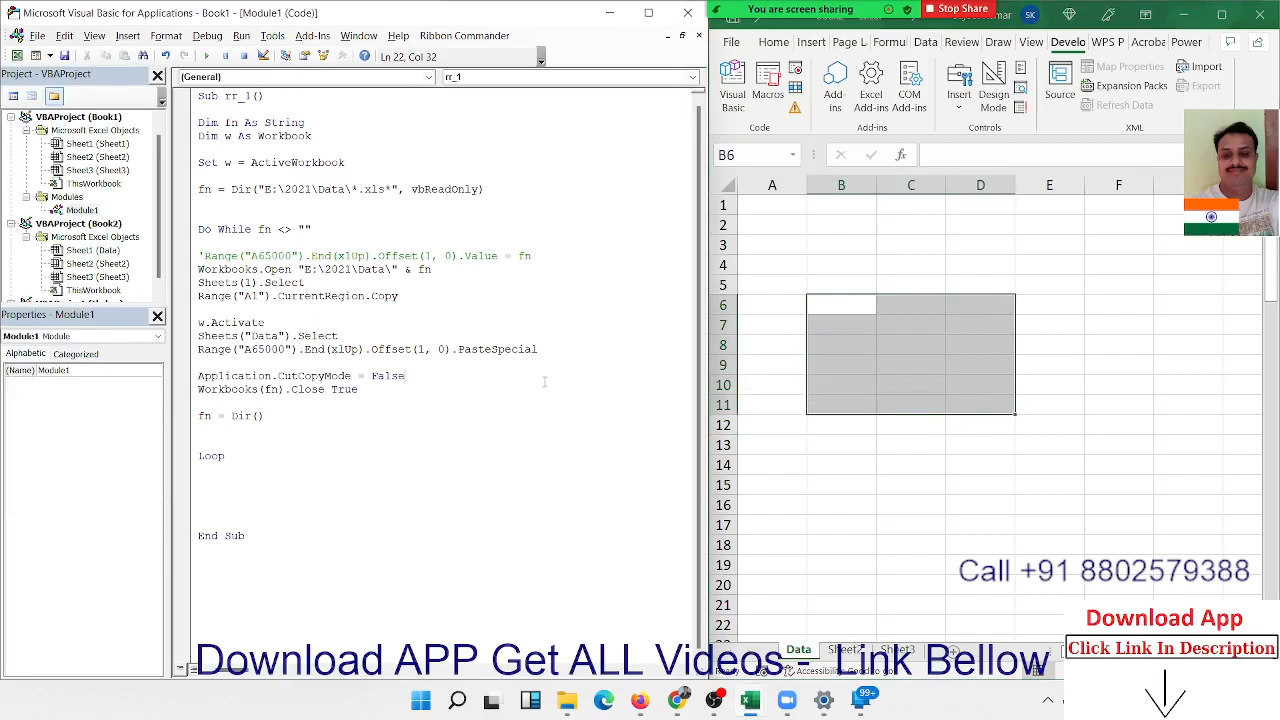 Microsoft Visual Basic for Applications - Book1 - [Module1 (Code)]
You are screen sharing
Stop Share
SK
File Edit View Insert Format Debug Run Tools Add-Ins Window Help Ribbon Commander
File Home Insert Page L Formul Data Review Draw View Develo WPS P Acrobat Power
Ln 22, Col 32
Project - VBAProject
(General)
rr_1
VBAProject (Book1)
Microsoft Excel Objects
Sheet1 (Sheet1)
Sheet2 (Sheet2)
Sheet3 (Sheet3)
ThisWorkbook
Modules
Module1
VBAProject (Book2)
Microsoft Excel Objects
Sheet1 (Data)
Sheet2 (Sheet2)
Sheet3 (Sheet3)
ThisWorkbook
Properties - Module1
Module1 Module
Alphabetic Categorized
(Name) Module1
Sub rr_1()
Dim fn As String
Dim w As Workbook
Set w = ActiveWorkbook
fn = Dir("E:\2021\Data\*.xls*", vbReadOnly)
Do While fn <> ""
'Range("A65000").End(xlUp).Offset(1, 0).Value = fn
Workbooks.Open "E:\2021\Data\" & fn
Sheets(1).Select
Range("A1").CurrentRegion.Copy
w.Activate
Sheets("Data").Select
Range("A65000").End(xlUp).Offset(1, 0).PasteSpecial
Application.CutCopyMode = False
Workbooks(fn).Close True
fn = Dir()
Loop
End Sub
Visual Basic
Macros
Code
Add-ins
Excel Add-ins
COM Add-ins
Add-ins
Insert
Design Mode
Controls
Source
Map Properties
Expansion Packs
Refresh Data
Import
Export
XML
B6
fx
A B C D E F
1
2
3
4
5
6
7
8
9
10
11
12
13
14
15
16
17
18
19
20
21
22
Call +91 8802579388
Download App
Click Link In Description
Data Sheet2 Sheet3
Download APP Get ALL Videos - Link Bellow
99+